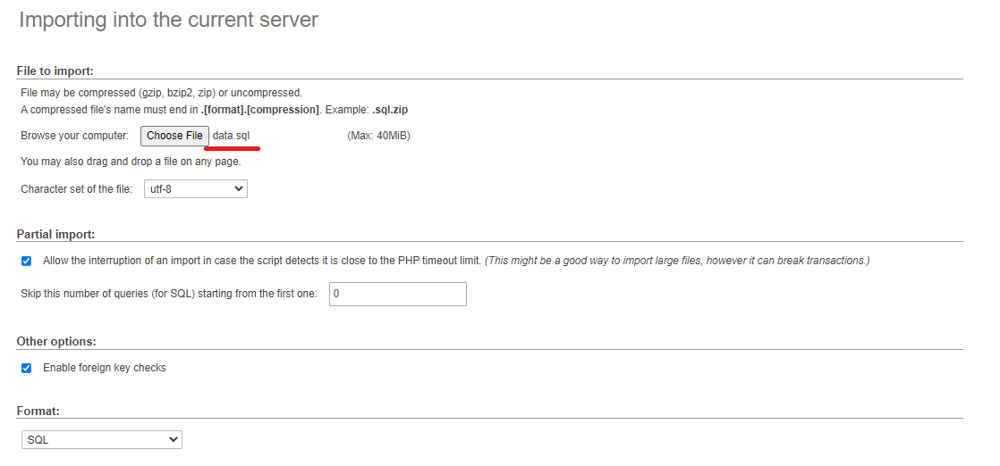 Importing into the current server
File to import:
File may be compressed (gzip, bzip2, zip) or uncompressed.
A compressed file's name must end in .[format].[compression]. Example: .sql.zip
Browse your computer: Choose File data.sql (Max: 40MiB)
You may also drag and drop a file on any page.
Character set of the file: utf-8
Partial import:
Allow the interruption of an import in case the script detects it is close to the PHP timeout limit. (This might be a good way to import large files, however it can break transactions.)
Skip this number of queries (for SQL) starting from the first one: 0
Other options:
Enable foreign key checks
Format:
SQL